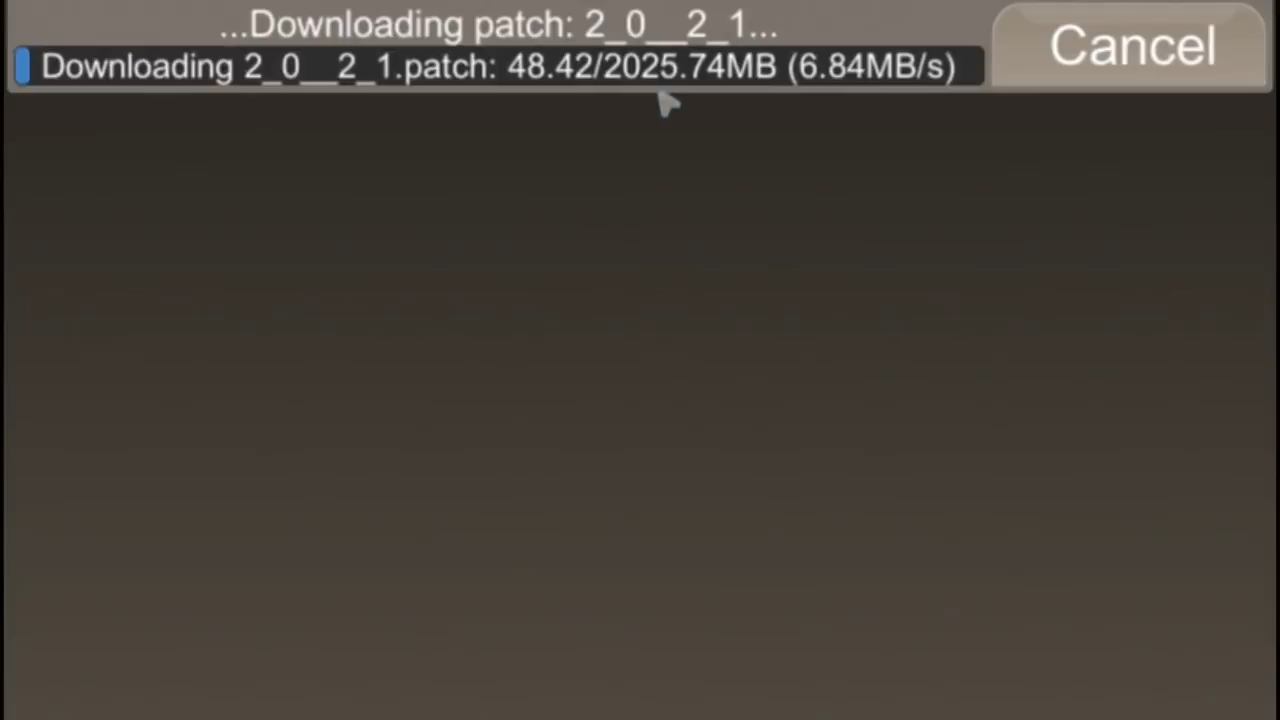 ...Downloading patch: 2_0__2_1...
Downloading 2_0__2_1.patch: 48.42/2025.74MB (6.84MB/s)
Cancel